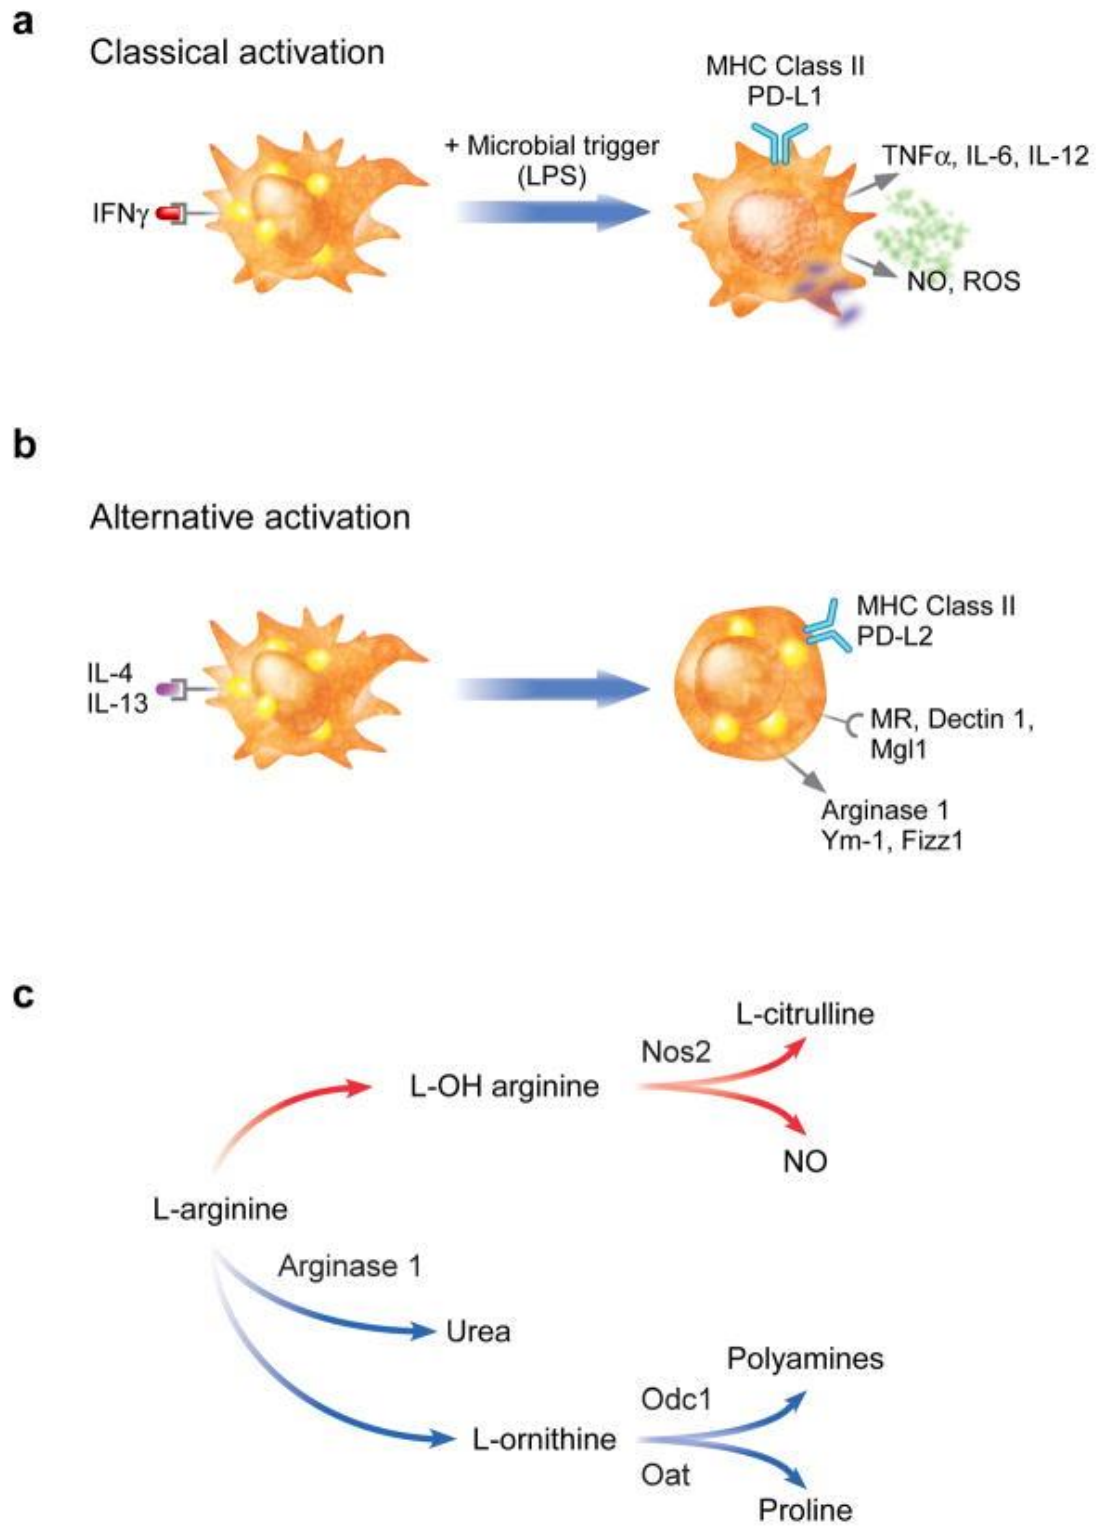 a
Classical activation
MHC Class II
PD-L1
+ Microbial trigger
(LPS)
TNFα, IL-6, IL-12
IFNγ
NO, ROS
b
Alternative activation
MHC Class II
PD-L2
IL-4
IL-13
MR, Dectin 1,
Mgl1
Arginase 1
Ym-1, Fizz1
c
L-citrulline
Nos2
L-OH arginine
NO
L-arginine
Arginase 1
Urea
Polyamines
Odc1
L-ornithine
Oat
Proline